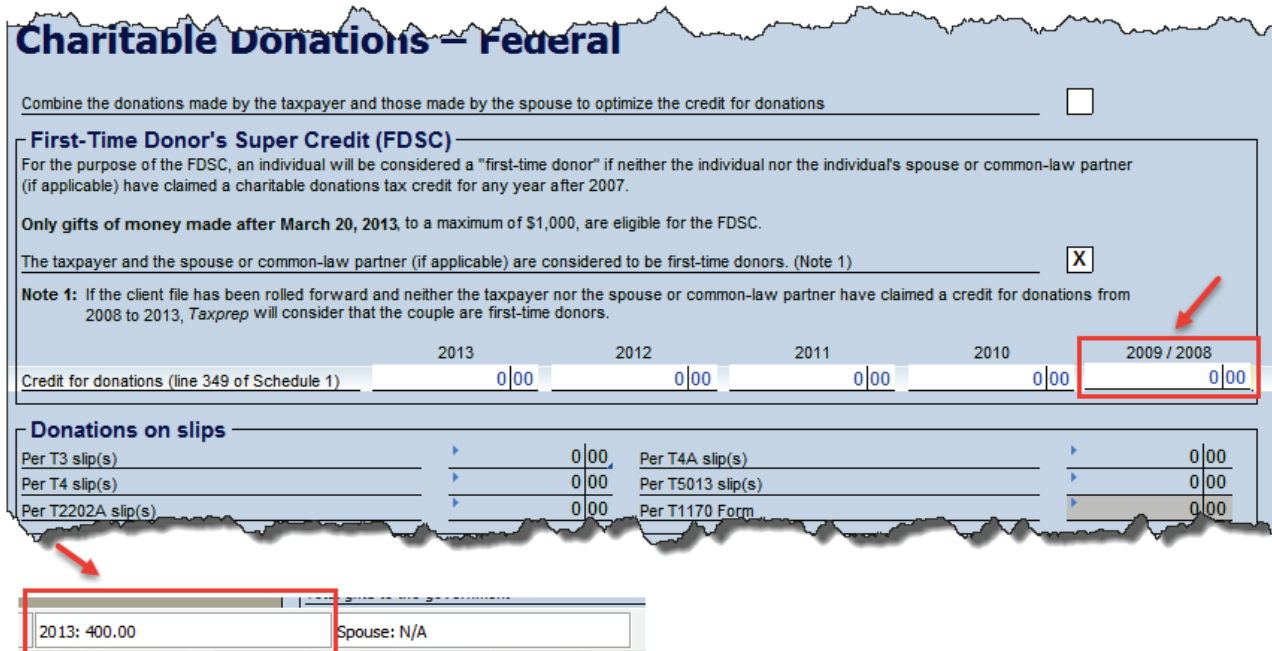 Charitable Donations – Federal
Combine the donations made by the taxpayer and those made by the spouse to optimize the credit for donations
First-Time Donor's Super Credit (FDSC)
For the purpose of the FDSC, an individual will be considered a "first-time donor" if neither the individual nor the individual's spouse or common-law partner
(if applicable) have claimed a charitable donations tax credit for any year after 2007.
Only gifts of money made after March 20, 2013, to a maximum of $1,000, are eligible for the FDSC.
The taxpayer and the spouse or common-law partner (if applicable) are considered to be first-time donors. (Note 1) X
Note 1: If the client file has been rolled forward and neither the taxpayer nor the spouse or common-law partner have claimed a credit for donations from
2008 to 2013, Taxprep will consider that the couple are first-time donors.
2013 2012 2011 2010 2009 / 2008
Credit for donations (line 349 of Schedule 1) 0 00 0 00 0 00 0 00 0 00
Donations on slips
Per T3 slip(s) 0 00 Per T4A slip(s) 0 00
Per T4 slip(s) 0 00 Per T5013 slip(s) 0 00
Per T2202A slip(s) 0 00 Per T1170 Form 0 00
gifts to the government
2013: 400.00 Spouse: N/A